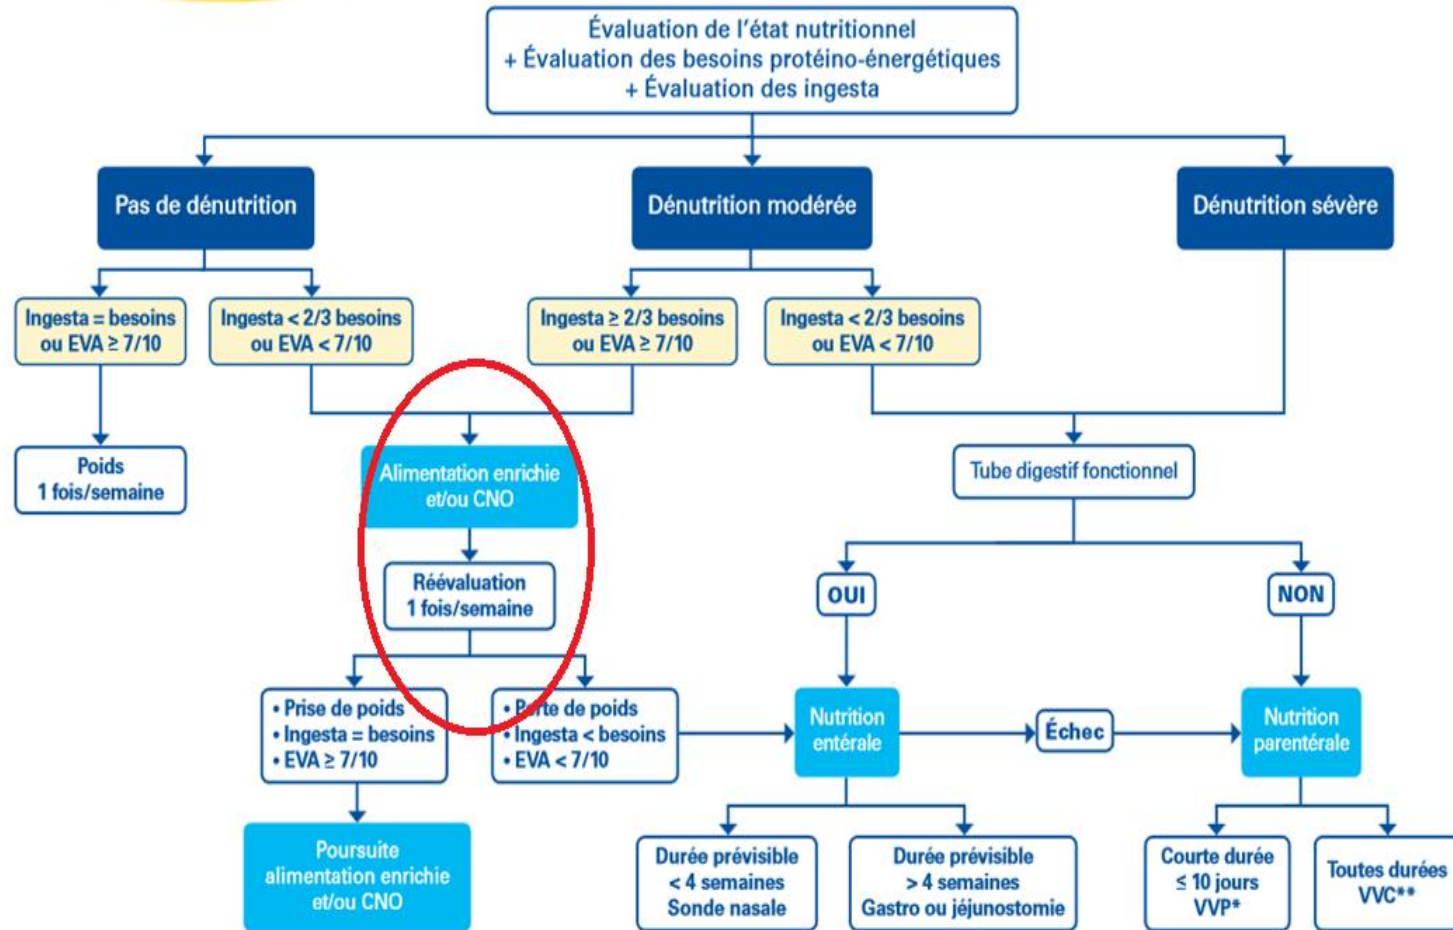 Évaluation de l'état nutritionnel
+ Évaluation des besoins protéino-énergétiques
+ Évaluation des ingesta
Pas de dénutrition
Dénutrition modérée
Dénutrition sévère
Ingesta = besoins
ou EVA ≥ 7/10
Ingesta < 2/3 besoins
ou EVA < 7/10
Ingesta ≥ 2/3 besoins
ou EVA ≥ 7/10
Ingesta < 2/3 besoins
ou EVA < 7/10
Poids
1 fois/semaine
Alimentation enrichie
et/ou CNO
Tube digestif fonctionnel
Réévaluation
1 fois/semaine
OUI
NON
• Prise de poids
• Ingesta = besoins
• EVA ≥ 7/10
• Perte de poids
• Ingesta < besoins
• EVA < 7/10
Nutrition
entérale
Échec
Nutrition
parentérale
Poursuite
alimentation enrichie
et/ou CNO
Durée prévisible
< 4 semaines
Sonde nasale
Durée prévisible
> 4 semaines
Gastro ou jéjunostomie
Courte durée
≤ 10 jours
VVP*
Toutes durées
VVC**